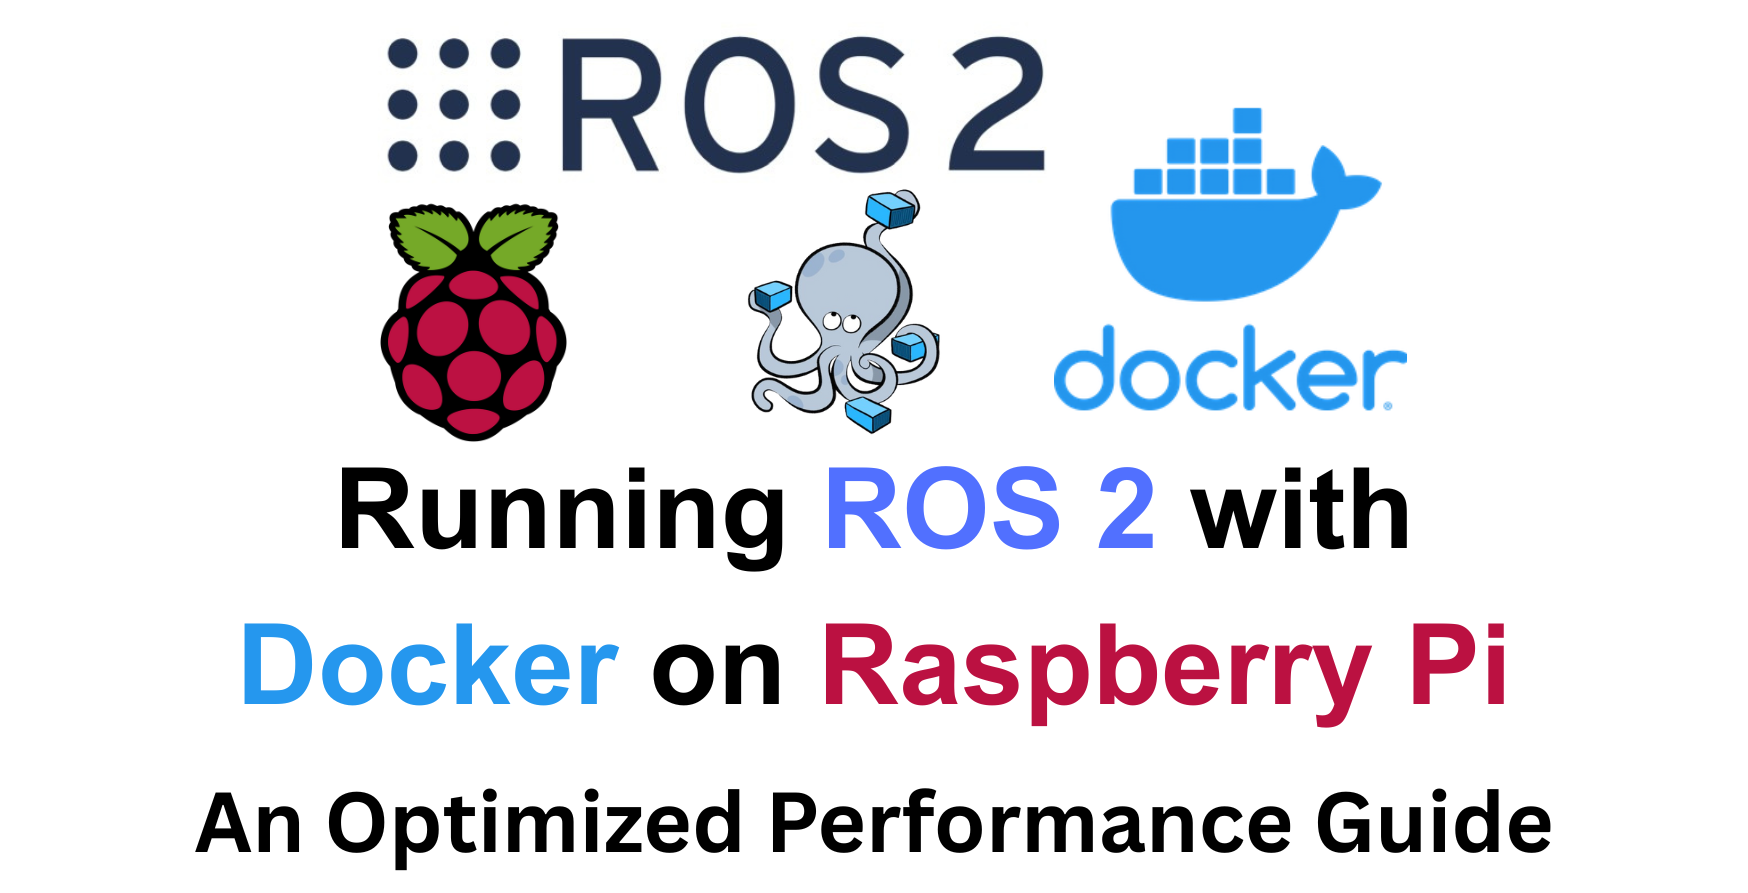 ROS 2
docker
Running ROS 2 with
Docker on Raspberry Pi
An Optimized Performance Guide